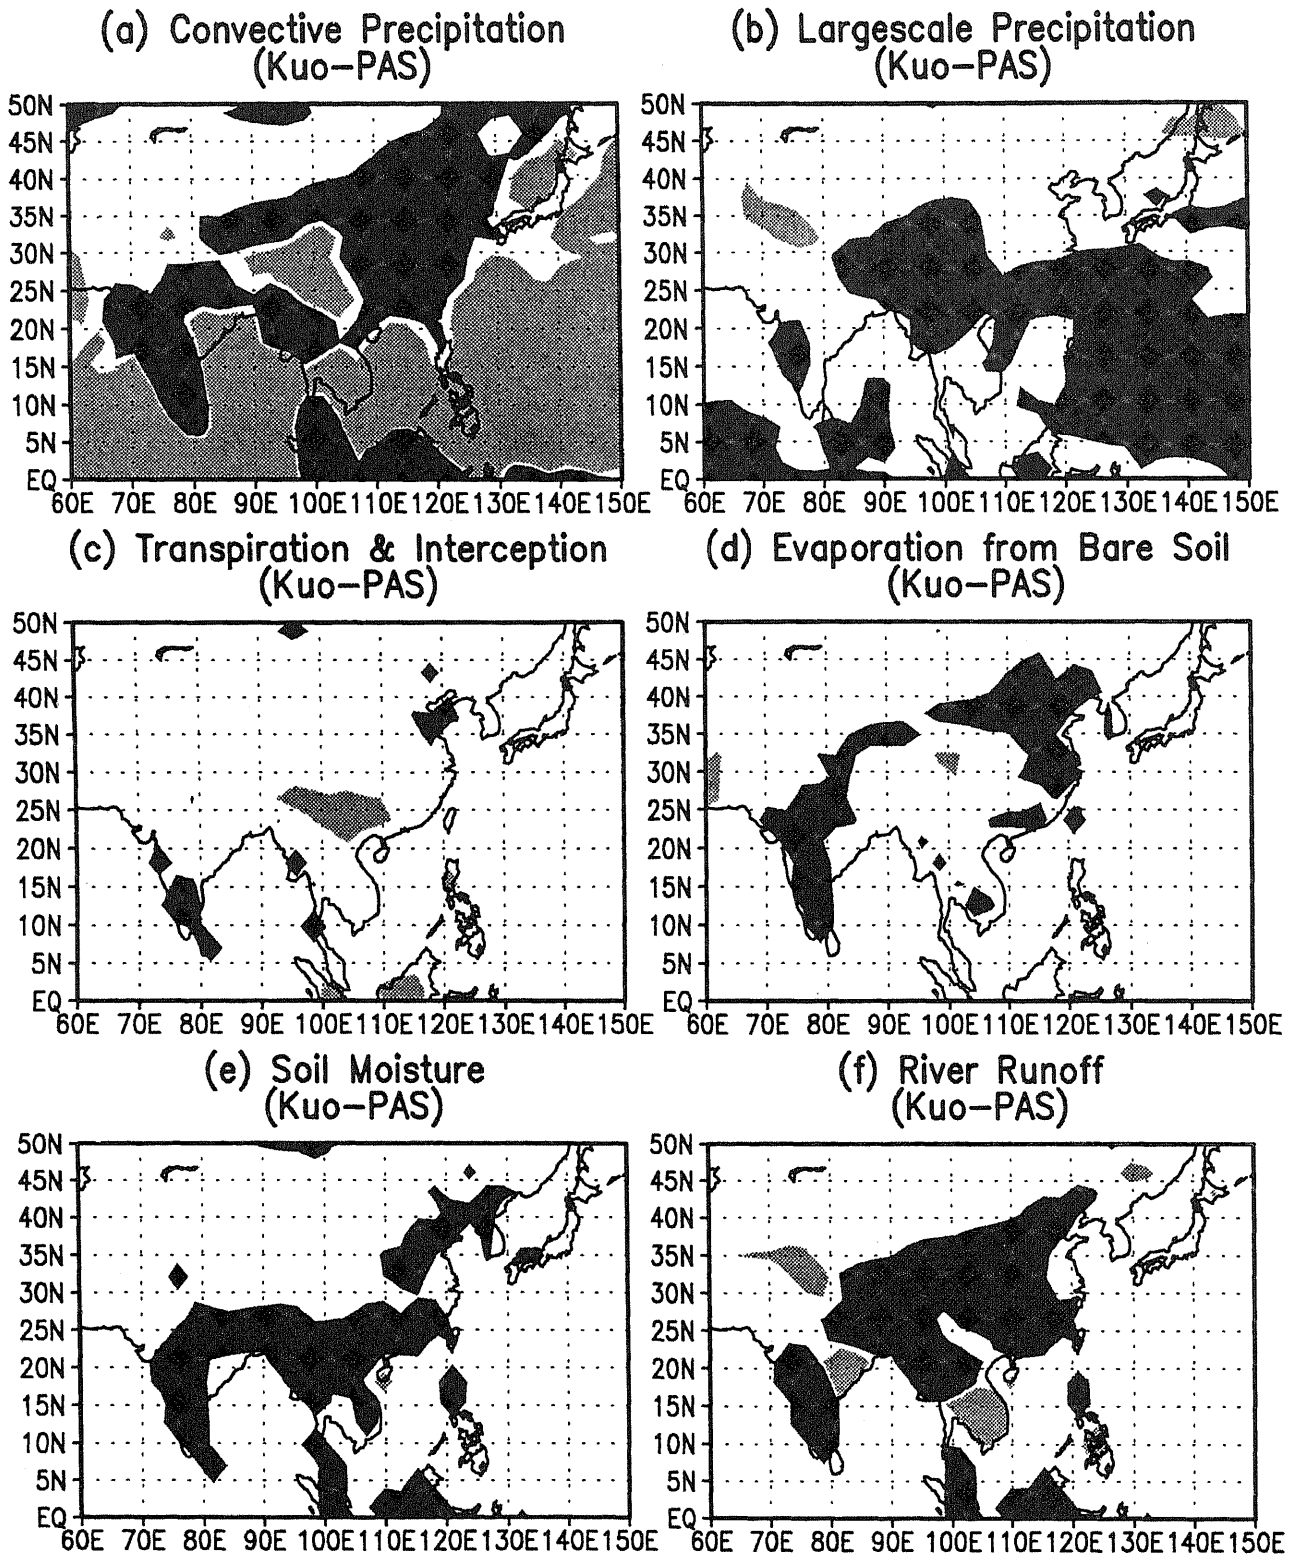 (a) Convective Precipitation
(Kuo−PAS)
50N
45N
40N
35N
30N
25N
20N
15N
10N
5N
EQ
60E 70E 80E 90E 100E 110E 120E 130E 140E 150E
(b) Largescale Precipitation
(Kuo−PAS)
50N
45N
40N
35N
30N
25N
20N
15N
10N
5N
EQ
60E 70E 80E 90E 100E 110E 120E 130E 140E 150E
(c) Transpiration & Interception
(Kuo−PAS)
50N
45N
40N
35N
30N
25N
20N
15N
10N
5N
EQ
60E 70E 80E 90E 100E 110E 120E 130E 140E 150E
(d) Evaporation from Bare Soil
(Kuo−PAS)
50N
45N
40N
35N
30N
25N
20N
15N
10N
5N
EQ
60E 70E 80E 90E 100E 110E 120E 130E 140E 150E
(e) Soil Moisture
(Kuo−PAS)
50N
45N
40N
35N
30N
25N
20N
15N
10N
5N
EQ
60E 70E 80E 90E 100E 110E 120E 130E 140E 150E
(f) River Runoff
(Kuo−PAS)
50N
45N
40N
35N
30N
25N
20N
15N
10N
5N
EQ
60E 70E 80E 90E 100E 110E 120E 130E 140E 150E